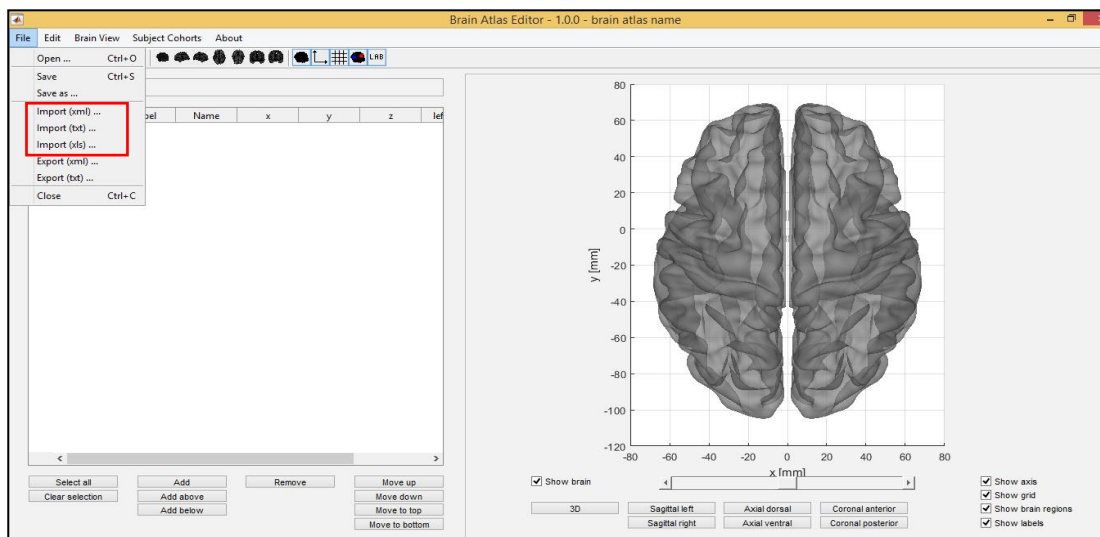 Brain Atlas Editor - 1.0.0 - brain atlas name
File Edit Brain View Subject Cohorts About
Open ... Ctrl+O
LAB
Save Ctrl+S
Save as ...
Import (xml) ...
Import (txt) ...
Import (xls) ...
Export (xml) ...
Export (txt) ...
Close Ctrl+C
bel Name x y z lef
80
60
40
20
0
-20
-40
-60
-80
-100
-120
y [mm]
-80 -60 -40 -20 0 20 40 60 80
x [mm]
Select all Add Remove Move up
Clear selection Add above Move down
Add below Move to top
Move to bottom
Show brain
3D Sagittal left Axial dorsal Coronal anterior
Sagittal right Axial ventral Coronal posterior
Show axis
Show grid
Show brain regions
Show labels